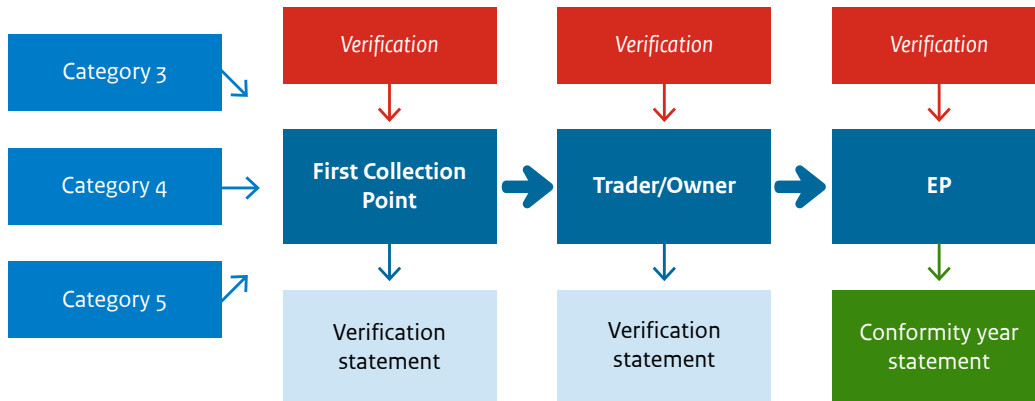 Category 3
Category 4
Category 5
Verification
Verification
Verification
First Collection
Point
Trader/Owner
EP
Verification
statement
Verification
statement
Conformity year
statement